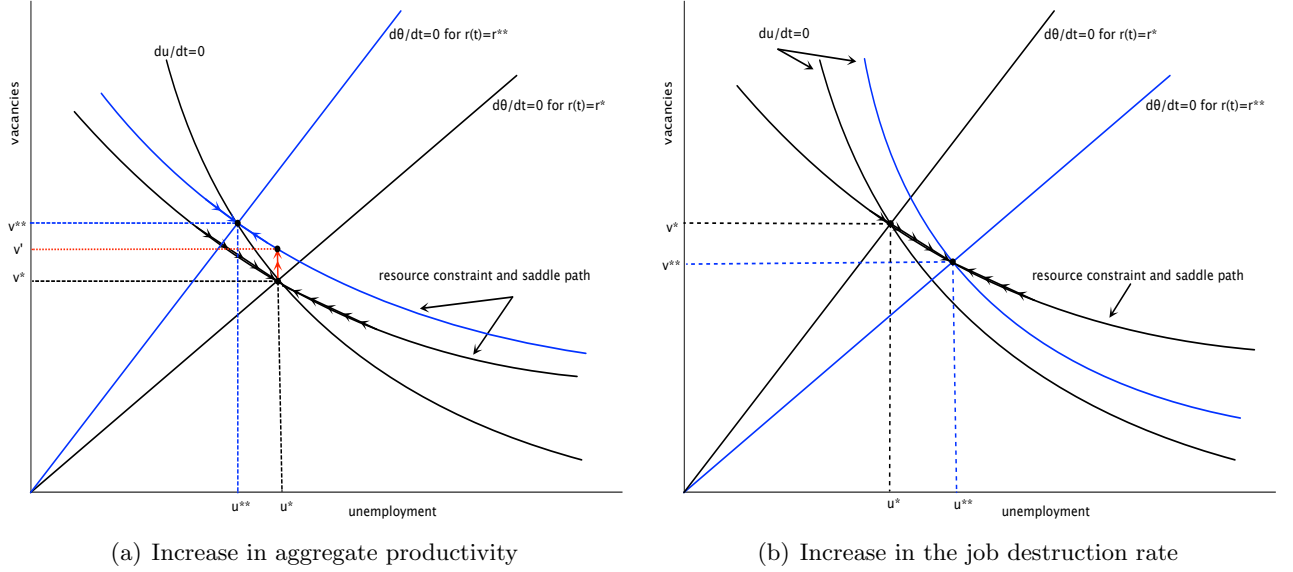 du/dt=0
dθ/dt=0 for r(t)=r**
dθ/dt=0 for r(t)=r*
vacancies
v**
v'
v*
resource constraint and saddle path
u**
u*
unemployment
(a) Increase in aggregate productivity
du/dt=0
dθ/dt=0 for r(t)=r*
dθ/dt=0 for r(t)=r**
vacancies
v*
v**
resource constraint and saddle path
u*
u**
unemployment
(b) Increase in the job destruction rate